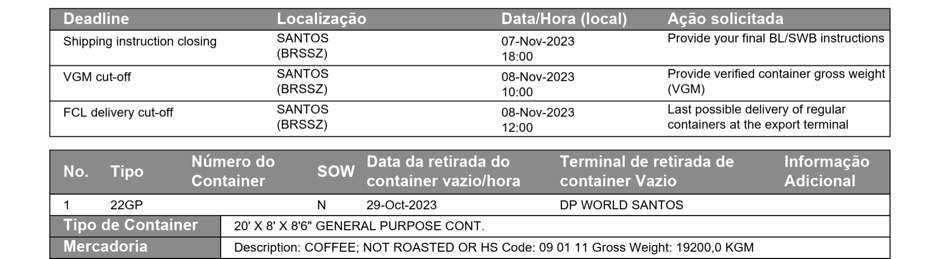 Deadline Localização Data/Hora (local) Ação solicitada
Shipping instruction closing SANTOS 07-Nov-2023 Provide your final BL/SWB instructions
(BRSSZ) 18:00
VGM cut-off SANTOS 08-Nov-2023 Provide verified container gross weight
(BRSSZ) 10:00 (VGM)
FCL delivery cut-off SANTOS 08-Nov-2023 Last possible delivery of regular
(BRSSZ) 12:00 containers at the export terminal
No. Tipo Número do Container SOW Data da retirada do container vazio/hora Terminal de retirada de container Vazio Informação Adicional
1 22GP N 29-Oct-2023 DP WORLD SANTOS
Tipo de Container 20' X 8' X 8'6" GENERAL PURPOSE CONT.
Mercadoria Description: COFFEE; NOT ROASTED OR HS Code: 09 01 11 Gross Weight: 19200,0 KGM